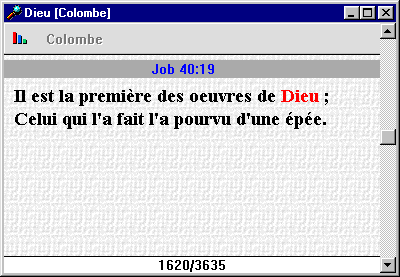 Dieu [Colombe]
Colombe
Job 40:19
Il est la première des oeuvres de Dieu ;
Celui qui l'a fait l'a pourvu d'une épée.
1620/3635